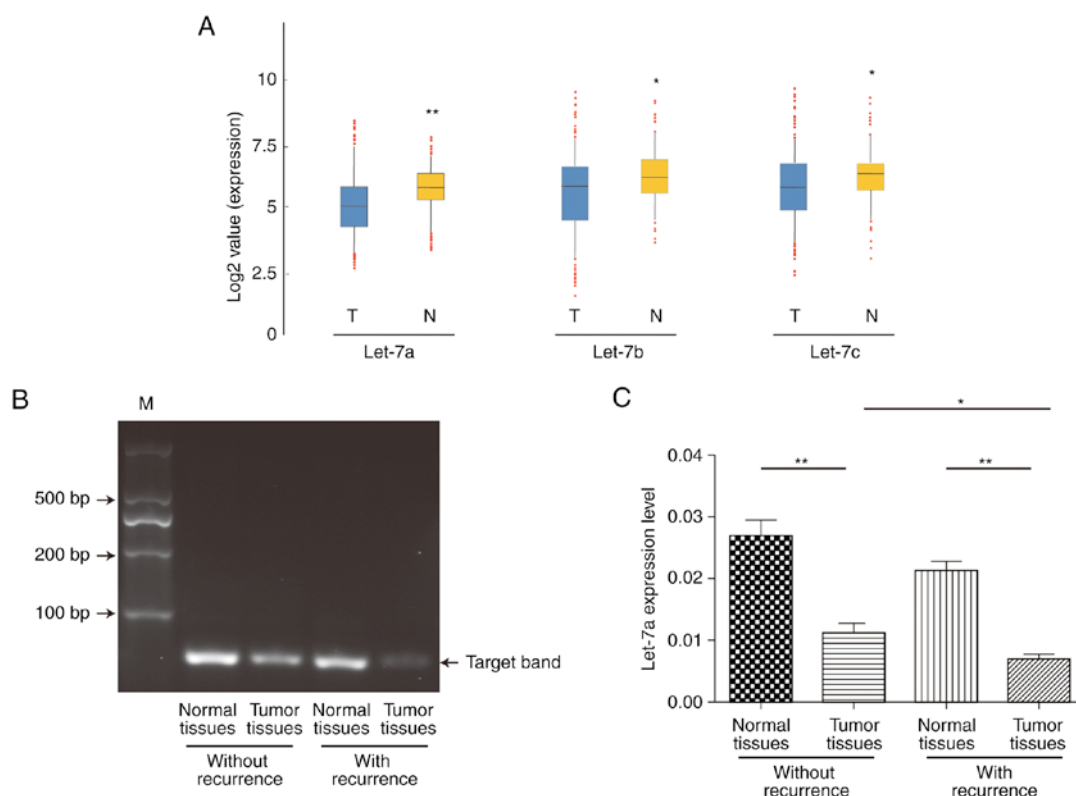 A
Log2 value (expression)
10
7.5
5
2.5
0
**
*
*
T N T N T N
Let-7a Let-7b Let-7c
B
M
500 bp
200 bp
100 bp
Target band
Normal tissues
Tumor tissues
Normal tissues
Tumor tissues
Without recurrence
With recurrence
C
Let-7a expression level
0.04
0.03
0.02
0.01
0.00
*
**
**
Normal tissues
Tumor tissues
Normal tissues
Tumor tissues
Without recurrence
With recurrence